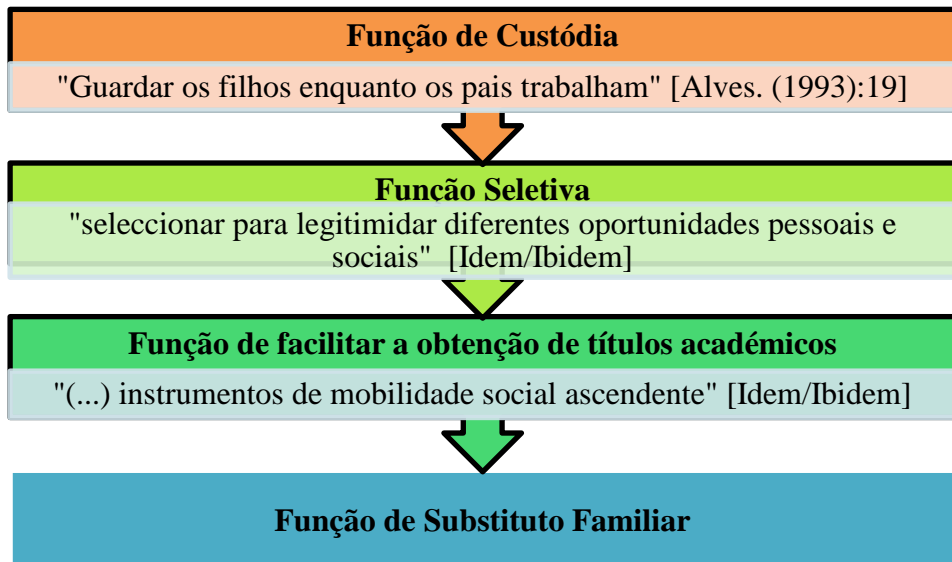 Função de Custódia
"Guardar os filhos enquanto os pais trabalham" [Alves. (1993):19]
Função Seletiva
"seleccionar para legitimidar diferentes oportunidades pessoais e
sociais" [Idem/Ibidem]
Função de facilitar a obtenção de títulos académicos
"(...) instrumentos de mobilidade social ascendente" [Idem/Ibidem]
Função de Substituto Familiar